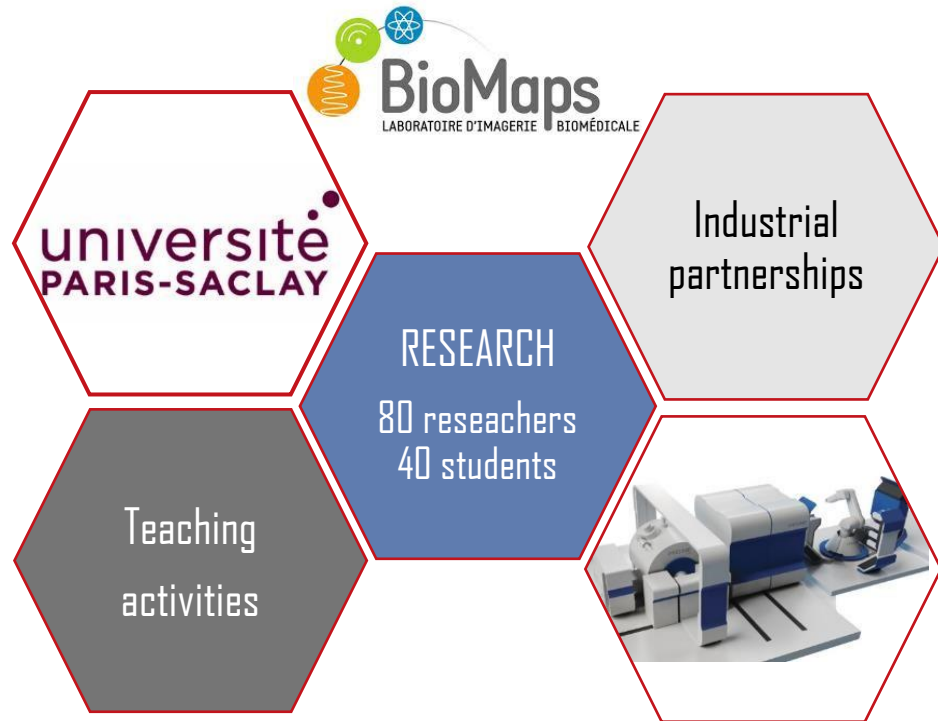 BioMaps
LABORATOIRE D'IMAGERIE BIOMÉDICALE
université
PARIS-SACLAY
Industrial
partnerships
RESEARCH
80 reseachers
40 students
Teaching
activities